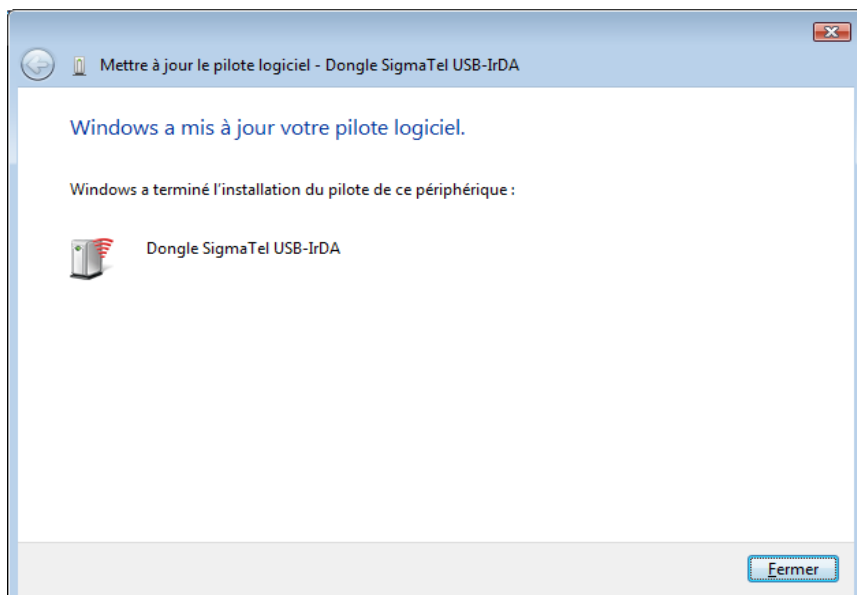 Mettre à jour le pilote logiciel - Dongle SigmaTel USB-IrDA
Windows a mis à jour votre pilote logiciel.
Windows a terminé l'installation du pilote de ce périphérique :
Dongle SigmaTel USB-IrDA
Fermer